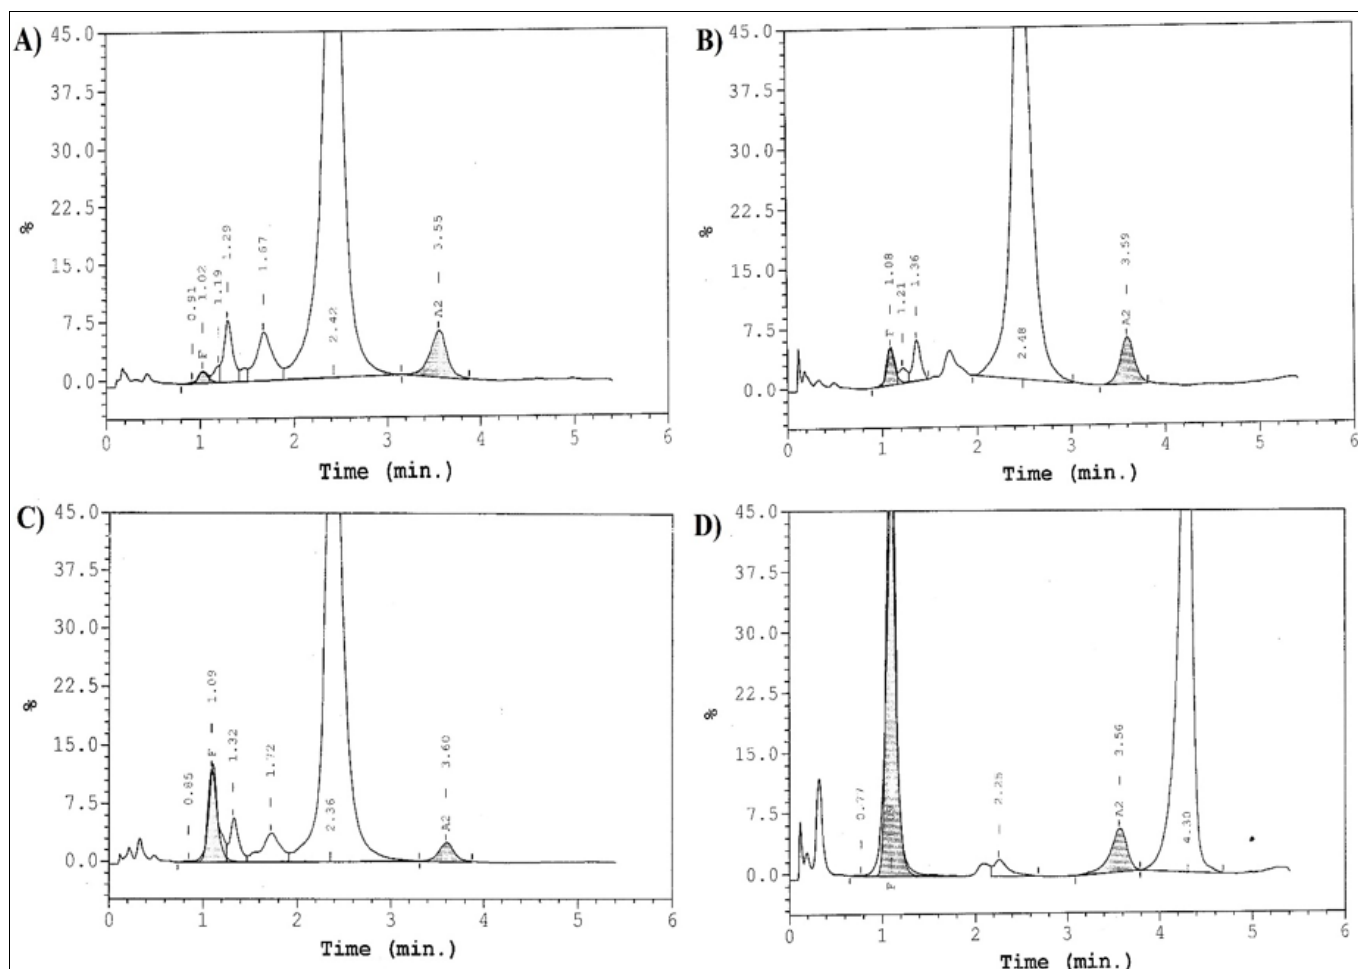 A)
45.0
37.5
30.0
22.5
15.0
7.5
0.0
%
0.91
1.02
F
1.19
1.29
1.67
2.42
A2
3.55
0 1 2 3 4 5 6
Time (min.)
B)
45.0
37.5
30.0
22.5
15.0
7.5
0.0
%
1.08
1.21
1.36
2.48
A2
3.59
0 1 2 3 4 5 6
Time (min.)
C)
45.0
37.5
30.0
22.5
15.0
7.5
0.0
%
0.85
F
1.09
1.32
1.72
2.36
A2
3.60
0 1 2 3 4 5 6
Time (min.)
D)
45.0
37.5
30.0
22.5
15.0
7.5
0.0
%
0.77
F
2.25
A2
3.56
4.30
0 1 2 3 4 5 6
Time (min.)